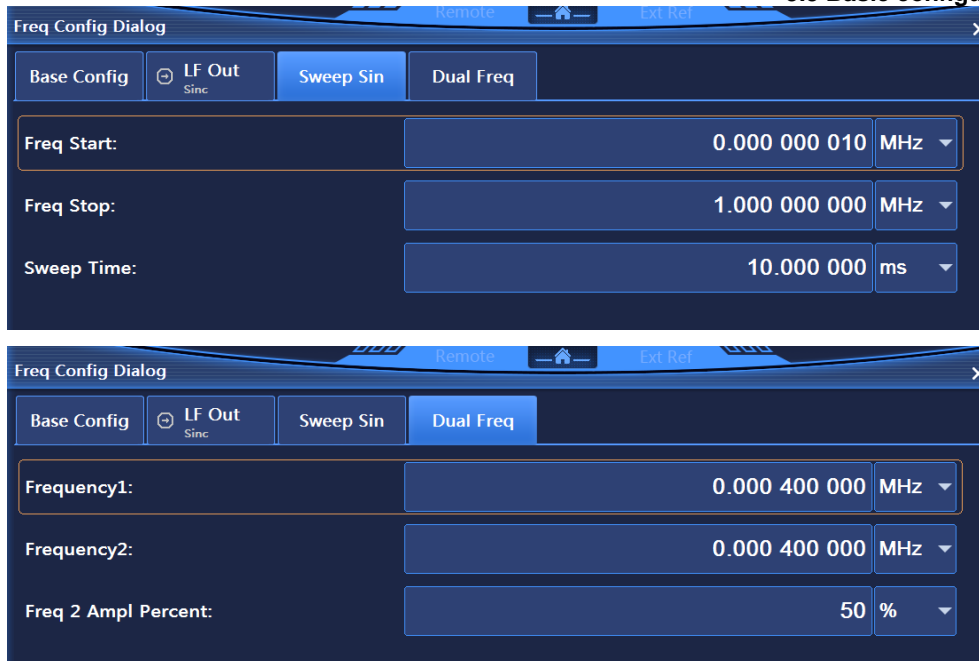 Remote Ext Ref
Freq Config Dialog
Base Config LF Out Sweep Sin Dual Freq
Sinc
Freq Start: 0.000 000 010 MHz
Freq Stop: 1.000 000 000 MHz
Sweep Time: 10.000 000 ms
Remote Ext Ref
Freq Config Dialog
Base Config LF Out Sweep Sin Dual Freq
Sinc
Frequency1: 0.000 400 000 MHz
Frequency2: 0.000 400 000 MHz
Freq 2 Ampl Percent: 50 %